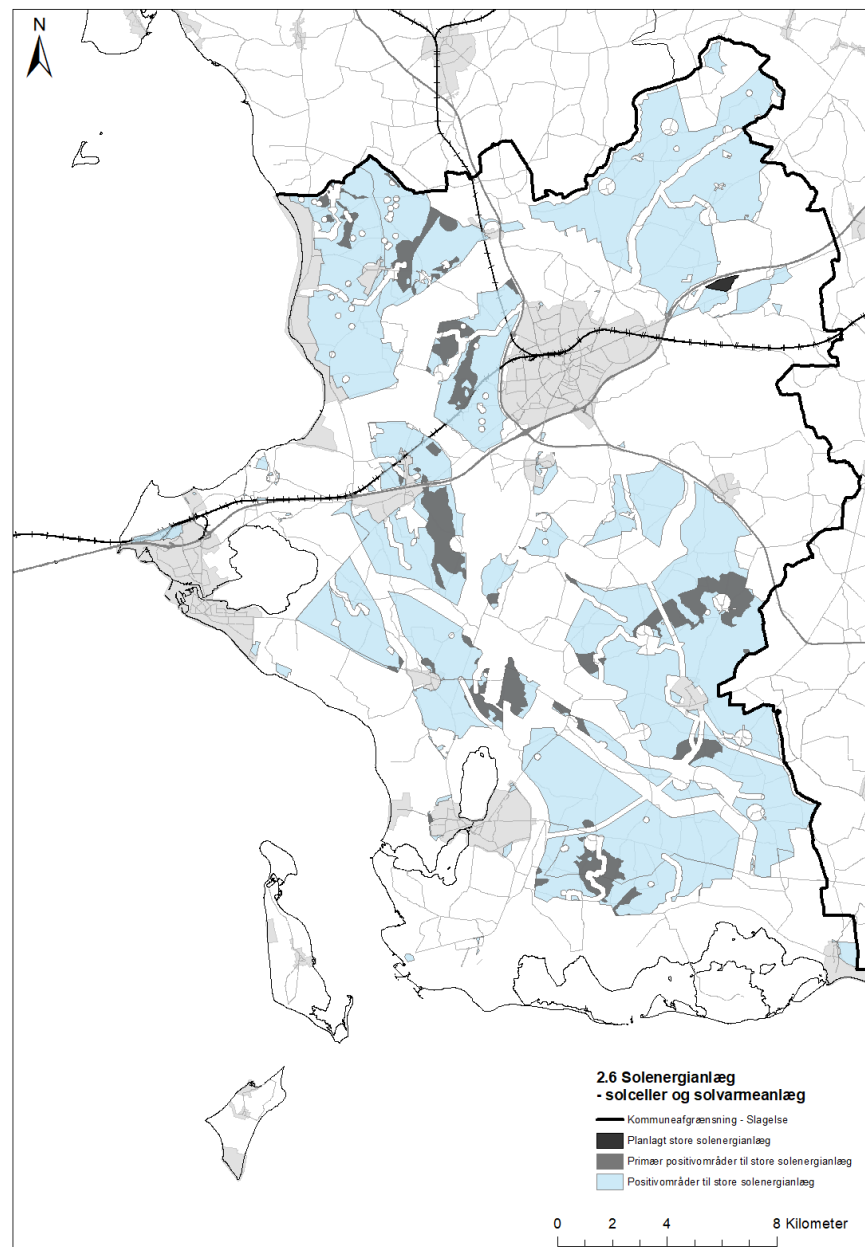 N
2.6 Solenergianlæg
- solceller og solvarmeanlæg
Kommuneafgrænsning - Slagelse
Planlagt store solenergianlæg
Primær positivområder til store solenergianlæg
Positivområder til store solenergianlæg
0 2 4 8 Kilometer